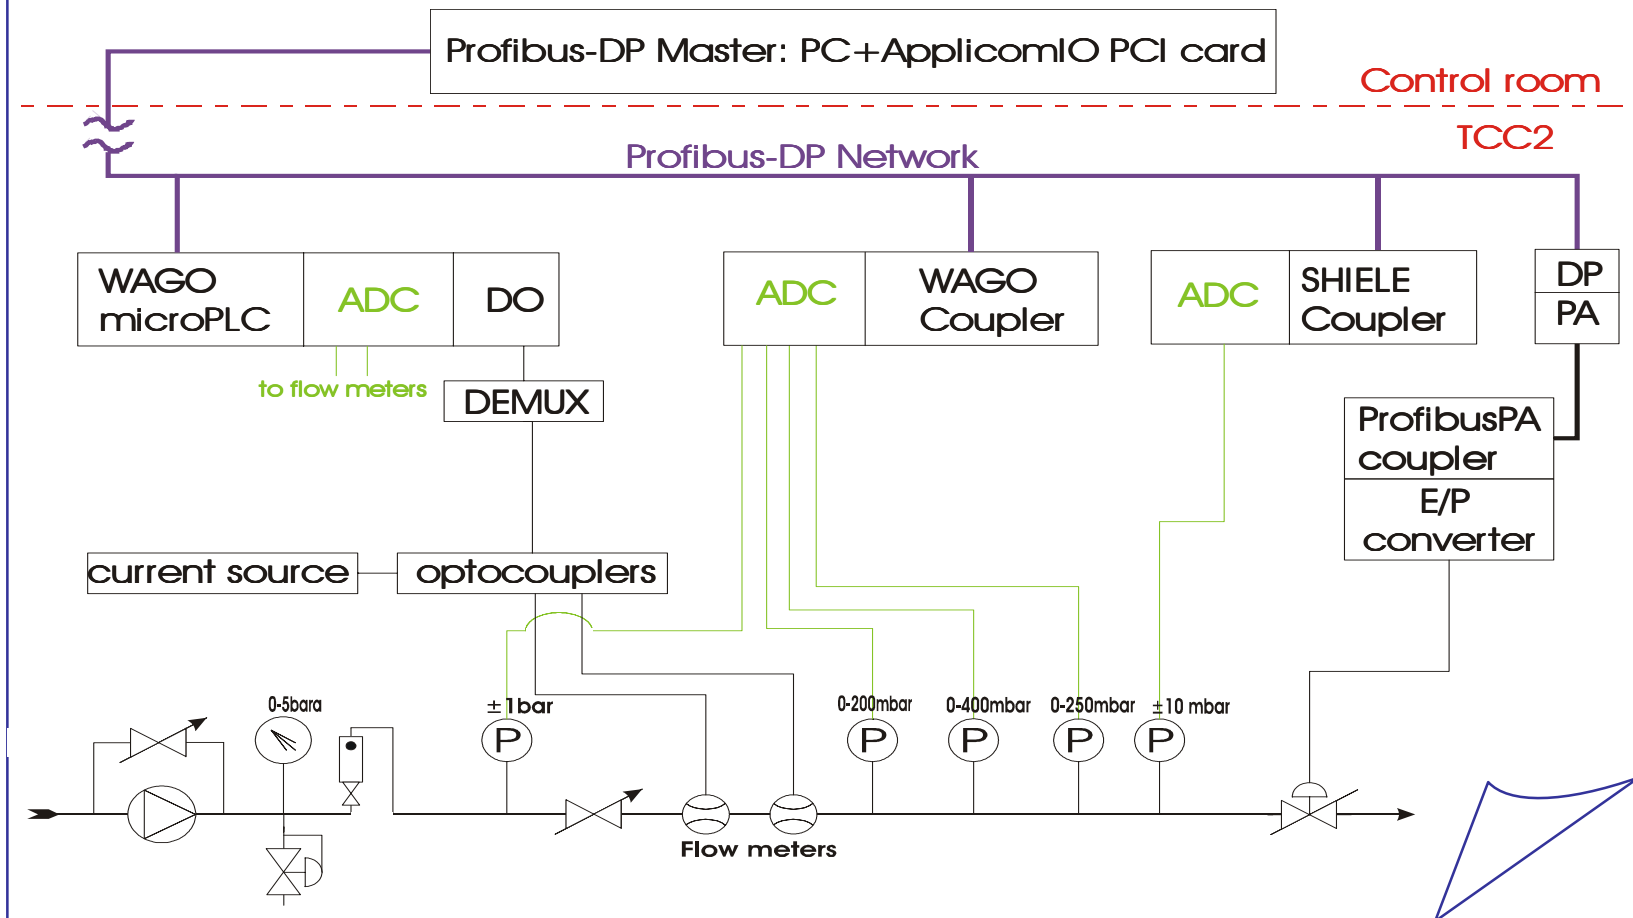 Profibus-DP Master: PC+ApplicomIO PCI card
Control room
TCC2
Profibus-DP Network
WAGO
microPLC
ADC
DO
ADC
WAGO
Coupler
ADC
SHIELE
Coupler
DP
PA
to flow meters
DEMUX
ProfibusPA
coupler
E/P
converter
current source
optocouplers
0-5bara
±1bar
0-200mbar
0-400mbar
0-250mbar
±10 mbar
P
P
P
P
P
Flow meters